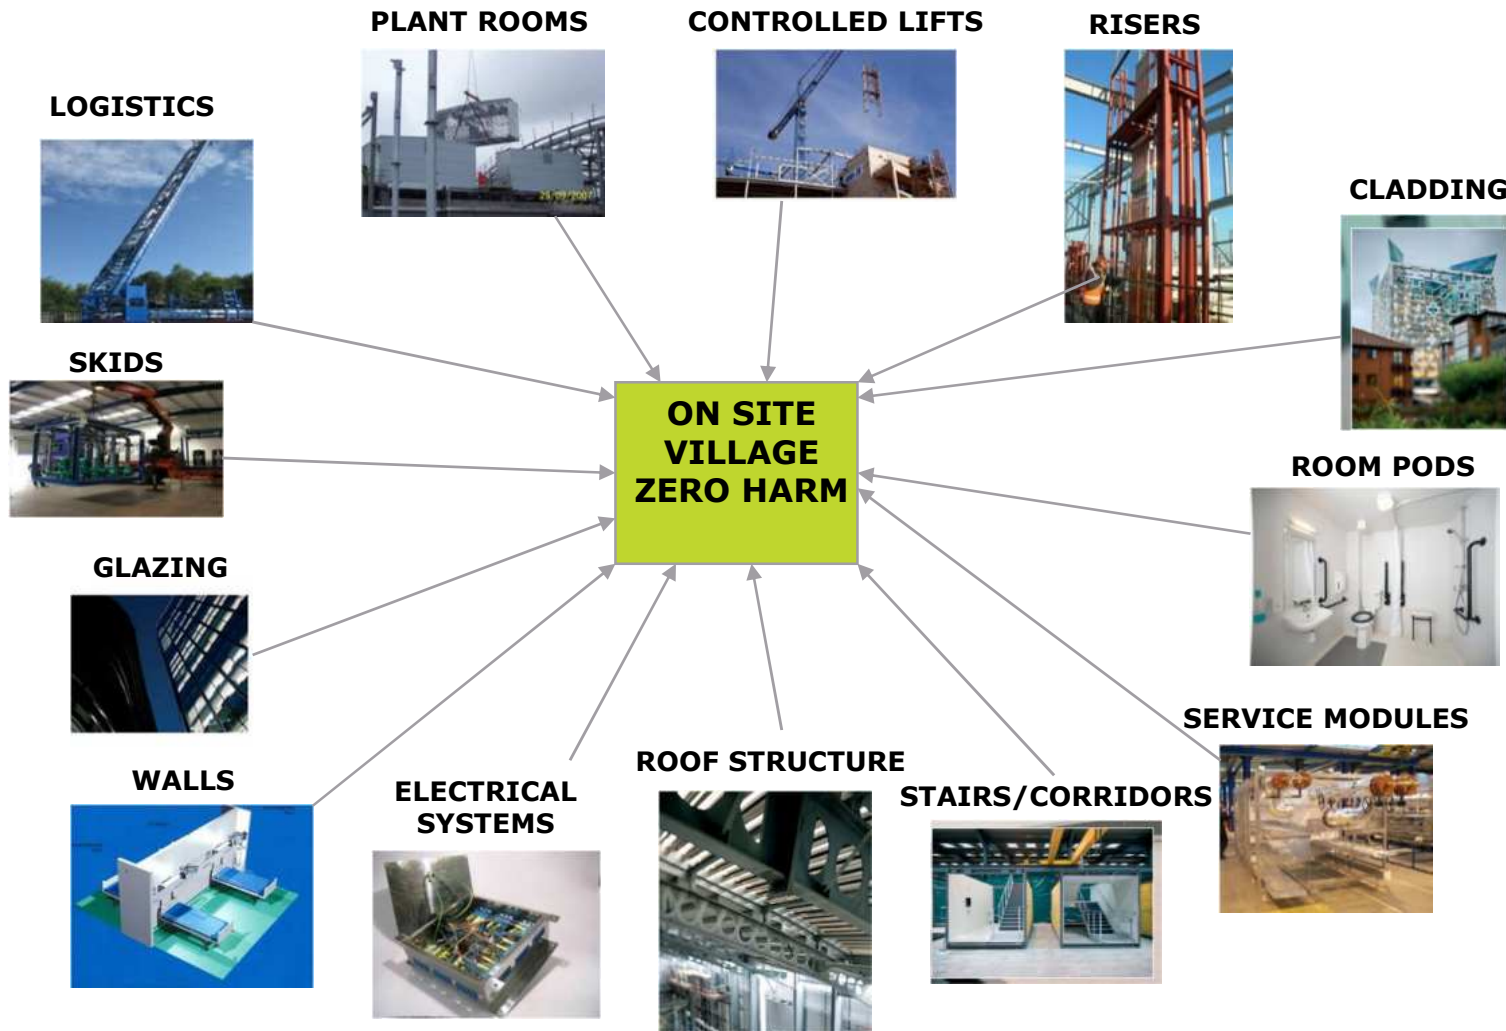 PLANT ROOMS
CONTROLLED LIFTS
RISERS
LOGISTICS
CLADDING
SKIDS
ON SITE
VILLAGE
ZERO HARM
ROOM PODS
GLAZING
SERVICE MODULES
WALLS
ELECTRICAL
SYSTEMS
ROOF STRUCTURE
STAIRS/CORRIDORS